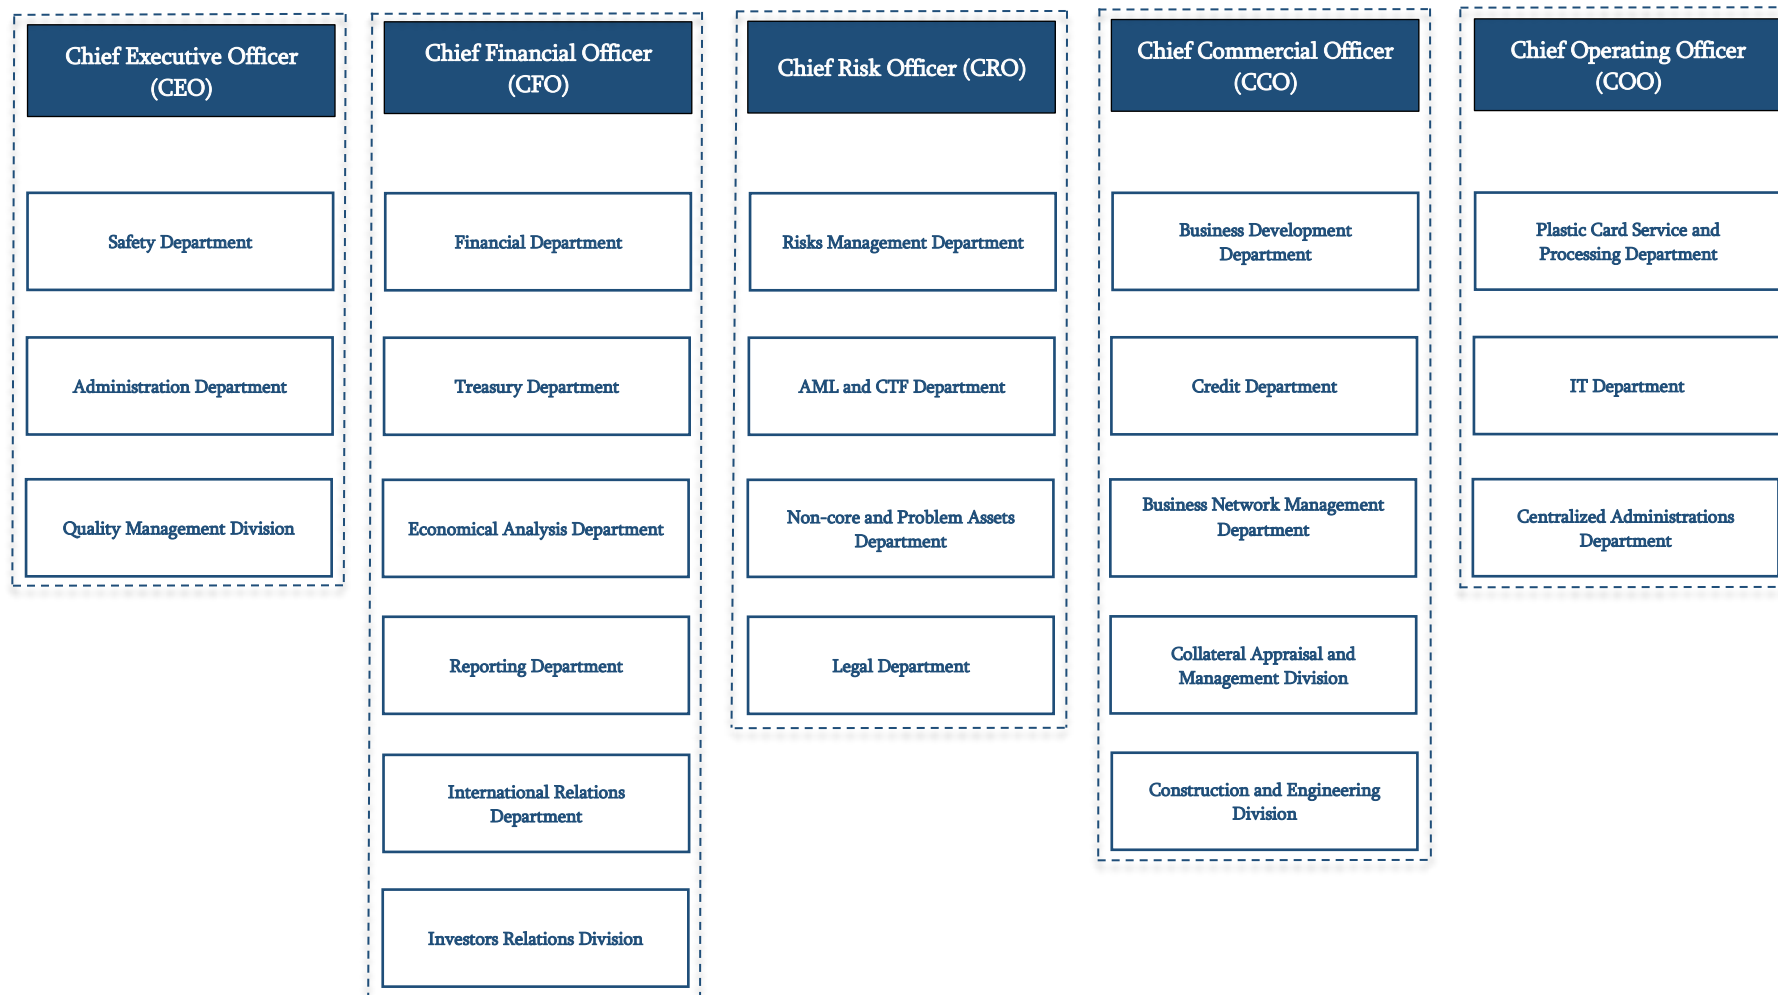 Chief Executive Officer
(CEO)
Safety Department
Administration Department
Quality Management Division
Chief Financial Officer
(CFO)
Financial Department
Treasury Department
Economical Analysis Department
Reporting Department
International Relations
Department
Investors Relations Division
Chief Risk Officer (CRO)
Risks Management Department
AML and CTF Department
Non-core and Problem Assets
Department
Legal Department
Chief Commercial Officer
(CCO)
Business Development
Department
Credit Department
Business Network Management
Department
Collateral Appraisal and
Management Division
Construction and Engineering
Division
Chief Operating Officer
(COO)
Plastic Card Service and
Processing Department
IT Department
Centralized Administrations
Department